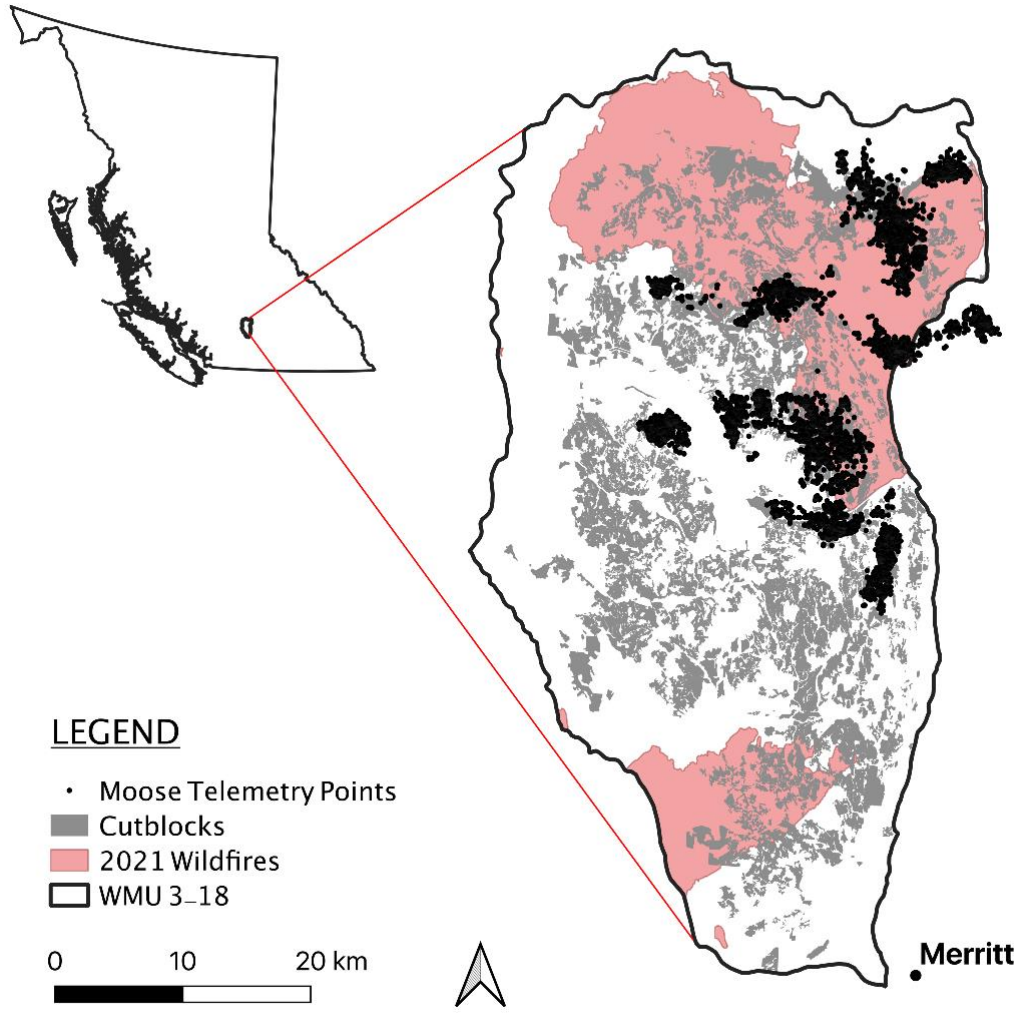 LEGEND
Moose Telemetry Points
Cutblocks
2021 Wildfires
WMU 3–18
0 10 20 km
Merritt